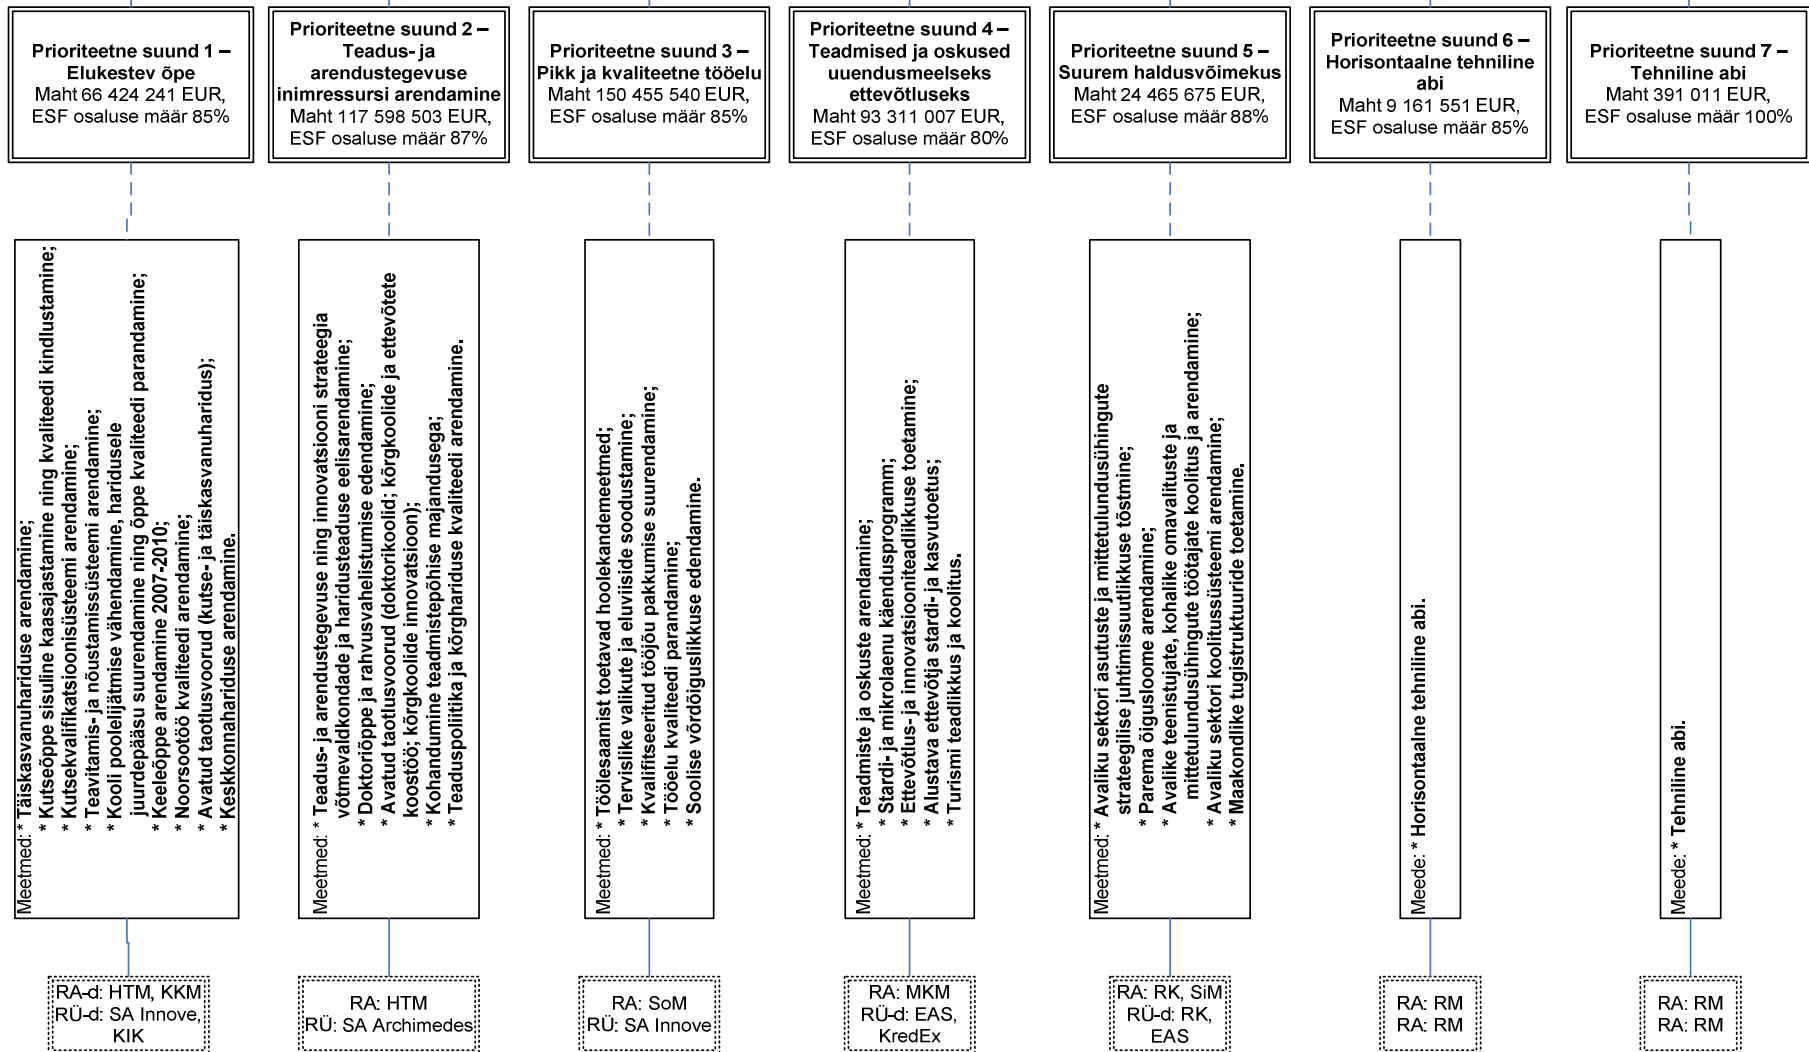 Prioriteetne suund 1 –
Elukestev õpe
Maht 66 424 241 EUR,
ESF osaluse määr 85%
Prioriteetne suund 2 –
Teadus- ja
arendustegevuse
inimressursi arendamine
Maht 117 598 503 EUR,
ESF osaluse määr 87%
Prioriteetne suund 3 –
Pikk ja kvaliteetne tööelu
Maht 150 455 540 EUR,
ESF osaluse määr 85%
Prioriteetne suund 4 –
Teadmised ja oskused
uuendusmeelseks
ettevõtluseks
Maht 93 311 007 EUR,
ESF osaluse määr 80%
Prioriteetne suund 5 –
Suurem haldusvõimekus
Maht 24 465 675 EUR,
ESF osaluse määr 88%
Prioriteetne suund 6 –
Horisontaalne tehniline
abi
Maht 9 161 551 EUR,
ESF osaluse määr 85%
Prioriteetne suund 7 –
Tehniline abi
Maht 391 011 EUR,
ESF osaluse määr 100%
Meetmed: * Täiskasvanuhariduse arendamine;
* Kutseõppe sisuline kaasajastamine ning kvaliteedi kindlustamine;
* Kutsekvalifikatsioonisüsteemi arendamine;
* Teavitamis- ja nõustamissüsteemi arendamine;
* Kooli poolelijätmise vähendamine, haridusele
juurdepääsu suurendamine ning õppe kvaliteedi parandamine;
* Keeleõppe arendamine 2007-2010;
* Noorsootöö kvaliteedi arendamine;
* Avatud taotlusvoorud (kutse- ja täiskasvanuharidus);
* Keskkonnahariduse arendamine.
Meetmed: * Teadus- ja arendustegevuse ning innovatsiooni strateegia
võtmevaldkondade ja haridusteaduse eelisarendamine;
* Doktoriõppe ja rahvusvahelistumise edendamine;
* Avatud taotlusvoorud (doktorikoolid; kõrgkoolide ja ettevõtete
koostöö; kõrgkoolide innovatsioon);
* Kohandumine teadmistepõhise majandusega;
* Teaduspoliitika ja kõrghariduse kvaliteedi arendamine.
Meetmed: * Töölesaamist toetavad hoolekandemeetmed;
* Tervislike valikute ja eluviiside soodustamine;
* Kvalifitseeritud tööjõu pakkumise suurendamine;
* Tööelu kvaliteedi parandamine;
* Soolise võrdõiguslikkuse edendamine.
Meetmed: * Teadmiste ja oskuste arendamine;
* Stardi- ja mikrolaenu käendusprogramm;
* Ettevõtlus- ja innovatsiooniteadlikkuse toetamine;
* Alustava ettevõtja stardi- ja kasvutoetus;
* Turismi teadlikkus ja koolitus.
Meetmed: * Avaliku sektori asutuste ja mittetulundusühingute
strateegilise juhtimissuutlikkuse tõstmine;
* Parema õigusloome arendamine;
* Avalike teenistujate, kohalike omavalituste ja
mittetulundusühingute töötajate koolitus ja arendamine;
* Avaliku sektori koolitussüsteemi arendamine;
* Maakondlike tugistruktuuride toetamine.
Meede: * Horisontaalne tehniline abi.
Meede: * Tehniline abi.
RA-d: HTM, KKM
RÜ-d: SA Innove,
KIK
RA: HTM
RÜ: SA Archimedes
RA: SoM
RÜ: SA Innove
RA: MKM
RÜ-d: EAS,
KredEx
RA: RK, SiM
RÜ-d: RK,
EAS
RA: RM
RA: RM
RA: RM
RA: RM